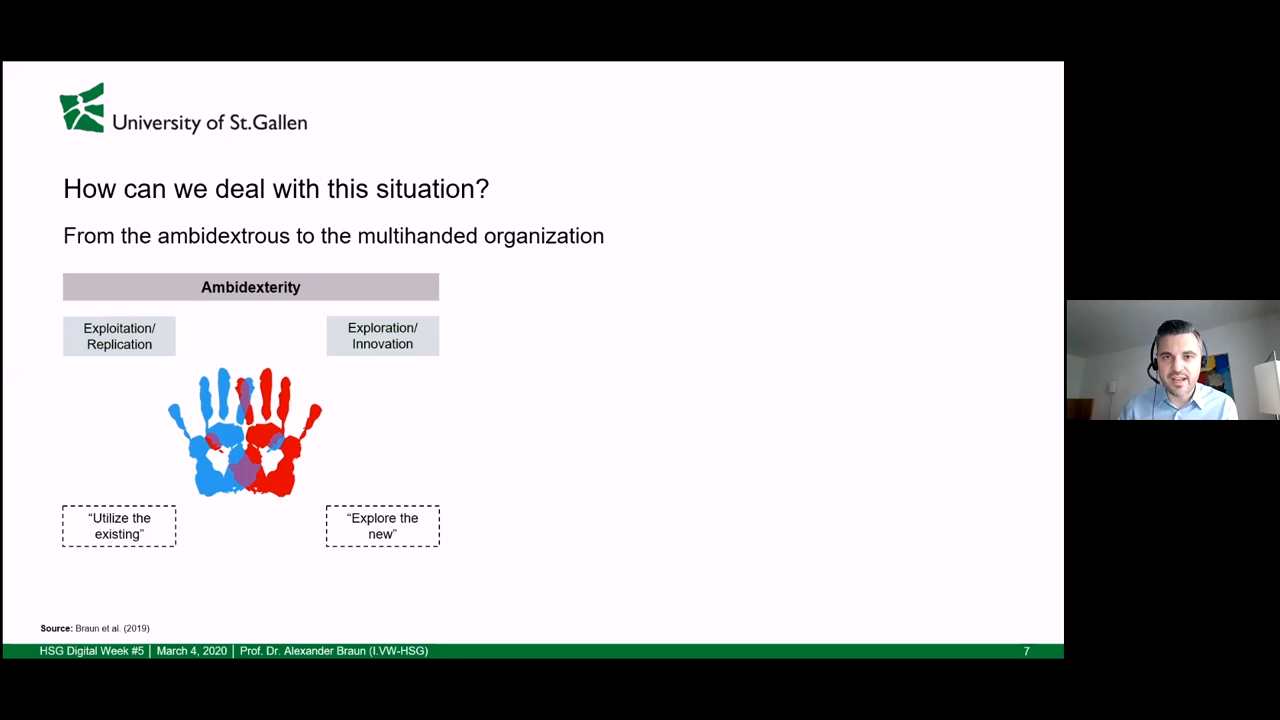 University of St.Gallen
How can we deal with this situation?
From the ambidextrous to the multihanded organization
Ambidexterity
Exploitation/
Replication
Exploration/
Innovation
“Utilize the
existing”
“Explore the
new”
Source: Braun et al. (2019)
HSG Digital Week #5 | March 4, 2020 | Prof. Dr. Alexander Braun (I.VW-HSG)
7